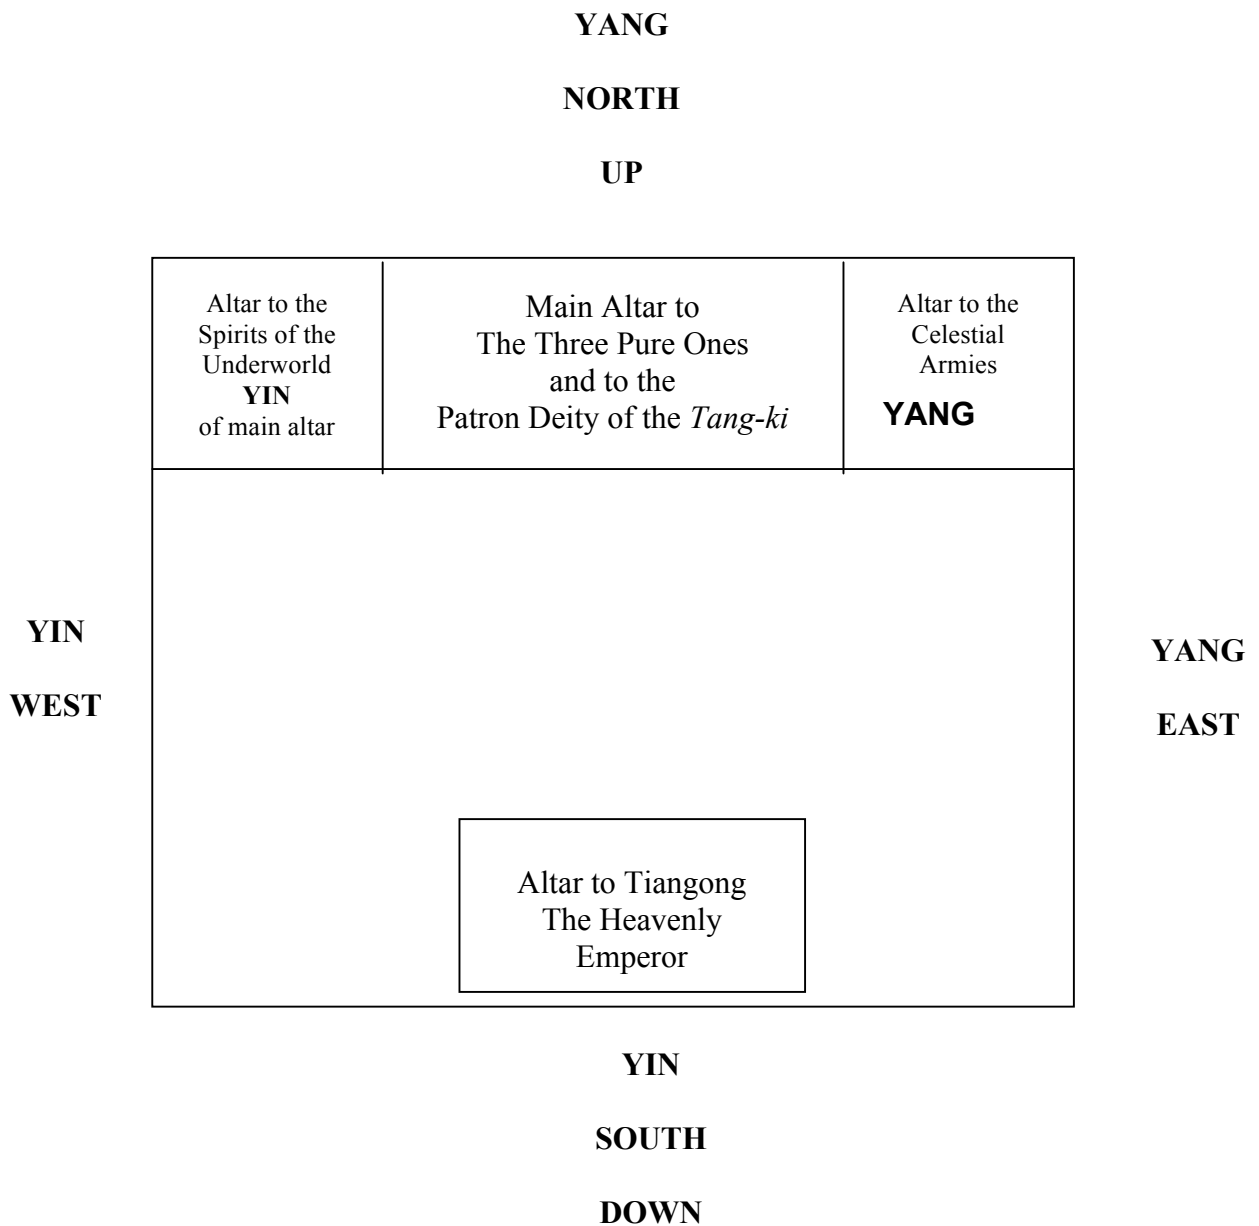 YANG
NORTH
UP
Altar to the
Spirits of the
Underworld
YIN
of main altar
Main Altar to
The Three Pure Ones
and to the
Patron Deity of the Tang-ki
Altar to the
Celestial
Armies
YANG
YIN
WEST
YANG
EAST
Altar to Tiangong
The Heavenly
Emperor
YIN
SOUTH
DOWN